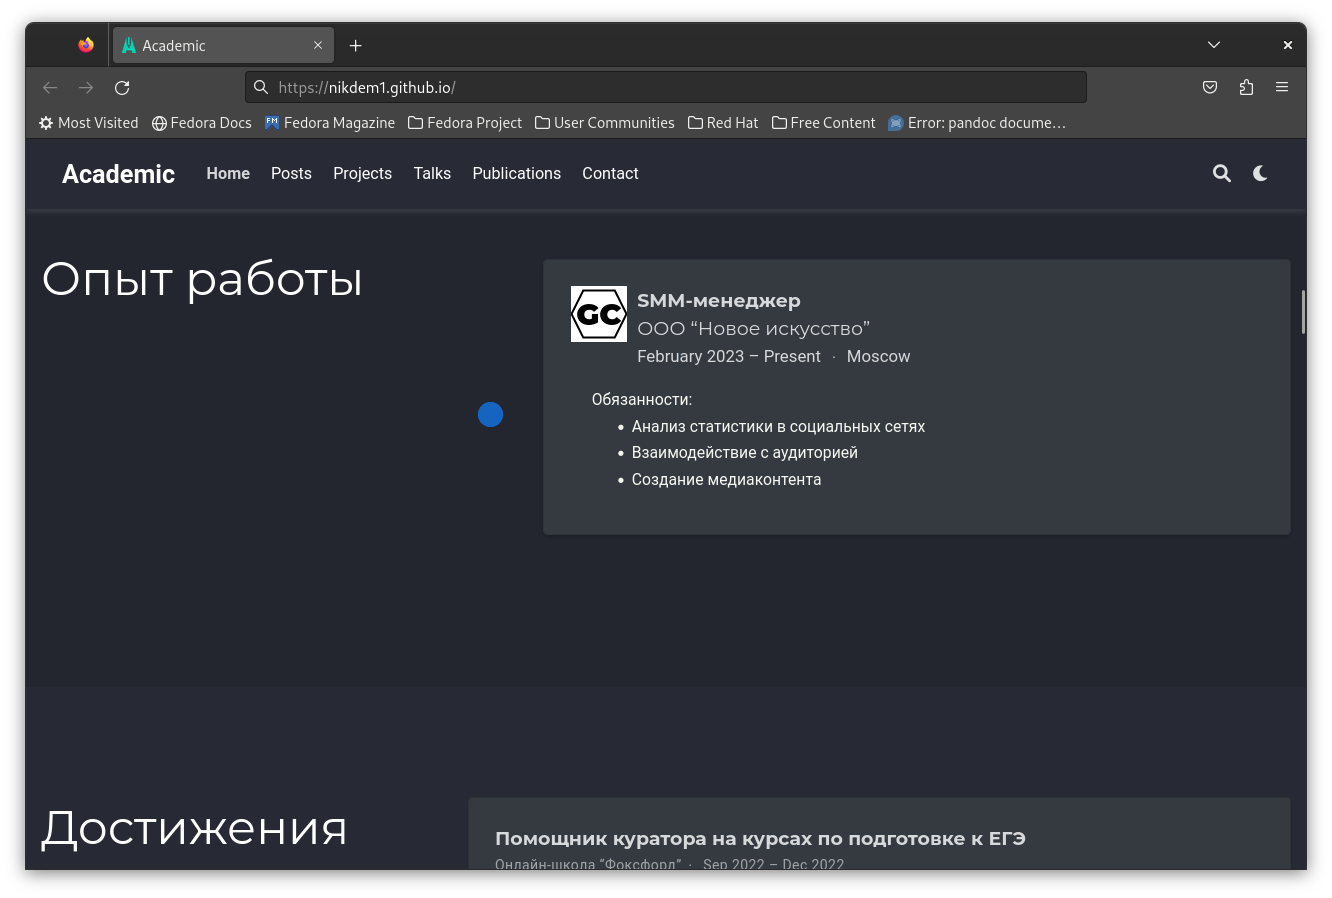 Academic
https://nikdem1.github.io/
Most Visited Fedora Docs Fedora Magazine Fedora Project User Communities Red Hat Free Content Error: pandoc docume…
Academic Home Posts Projects Talks Publications Contact
Опыт работы
GC
SMM-менеджер
ООО “Новое искусство”
February 2023 – Present · Moscow
Обязанности:
• Анализ статистики в социальных сетях
• Взаимодействие с аудиторией
• Создание медиаконтента
Достижения
Помощник куратора на курсах по подготовке к ЕГЭ
Онлайн-школа “Фоксфорд” · Sep 2022 – Dec 2022